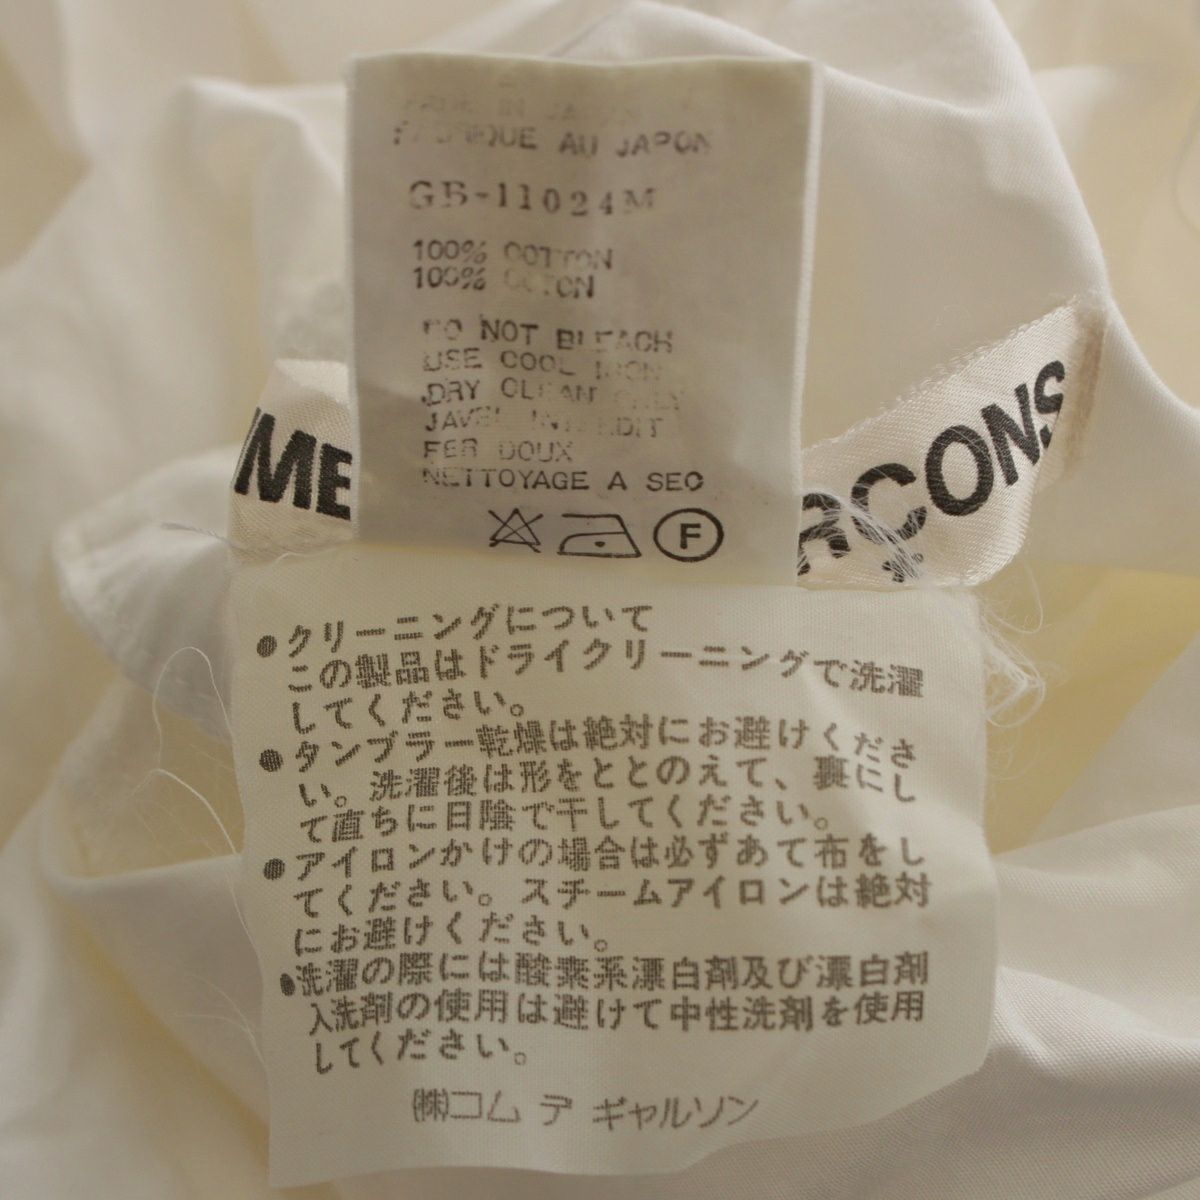 MADE IN JAPAN
FABRIQUE AU JAPON
GB-11024M
100% COTTON
100% COTTON
DO NOT BLEACH
USE COOL IRON
DRY CLEAN ONLY
JAVEL INTERDIT
FER DOUX
NETTOYAGE A SEC
F
ME
RÇONS
●クリーニングについて
この製品はドライクリーニングで洗濯
してください。
●タンブラー乾燥は絶対にお避けくださ
い。洗濯後は形をととのえて、裏にし
て直ちに日陰で干してください。
●アイロンかけの場合は必ずあて布をし
てください。スチームアイロンは絶対
にお避けください。
●洗濯の際には酸素系漂白剤及び漂白剤
入洗剤の使用は避けて中性洗剤を使用
してください。
㈱コム デ ギャルソン